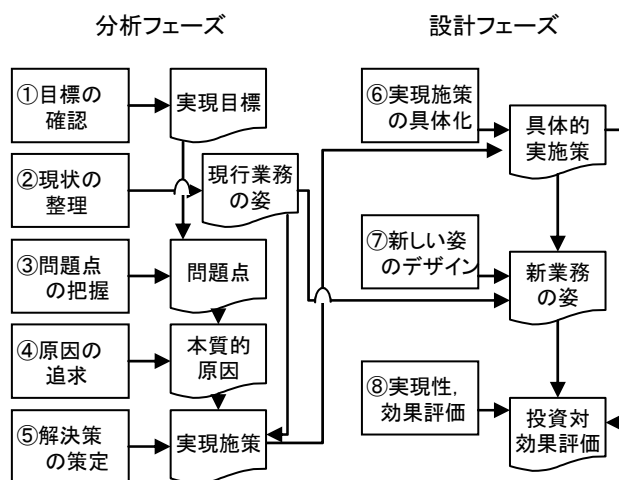 分析フェーズ
①目標の
確認
実現目標
②現状の
整理
現行業務
の姿
③問題点
の把握
問題点
④原因の
追求
本質的
原因
⑤解決策
の策定
実現施策
設計フェーズ
⑥実現施策
の具体化
具体的
実施策
⑦新しい姿
のデザイン
新業務
の姿
⑧実現性,
効果評価
投資対
効果評価